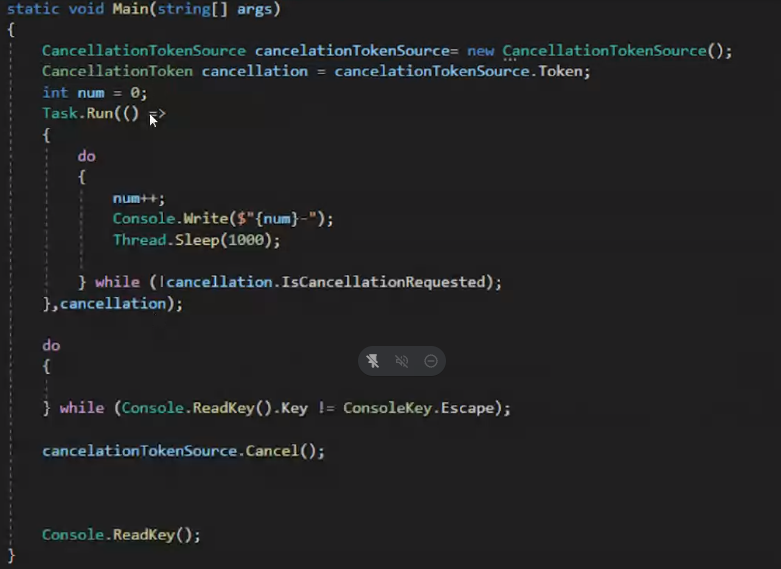 static void Main(string[] args)
{
CancellationTokenSource cancelationTokenSource= new CancellationTokenSource();
CancellationToken cancellation = cancelationTokenSource.Token;
int num = 0;
Task.Run(() =>
{
do
{
num++;
Console.Write($"{num}-");
Thread.Sleep(1000);
} while (!cancellation.IsCancellationRequested);
},cancellation);
do
{
} while (Console.ReadKey().Key != ConsoleKey.Escape);
cancelationTokenSource.Cancel();
Console.ReadKey();
}